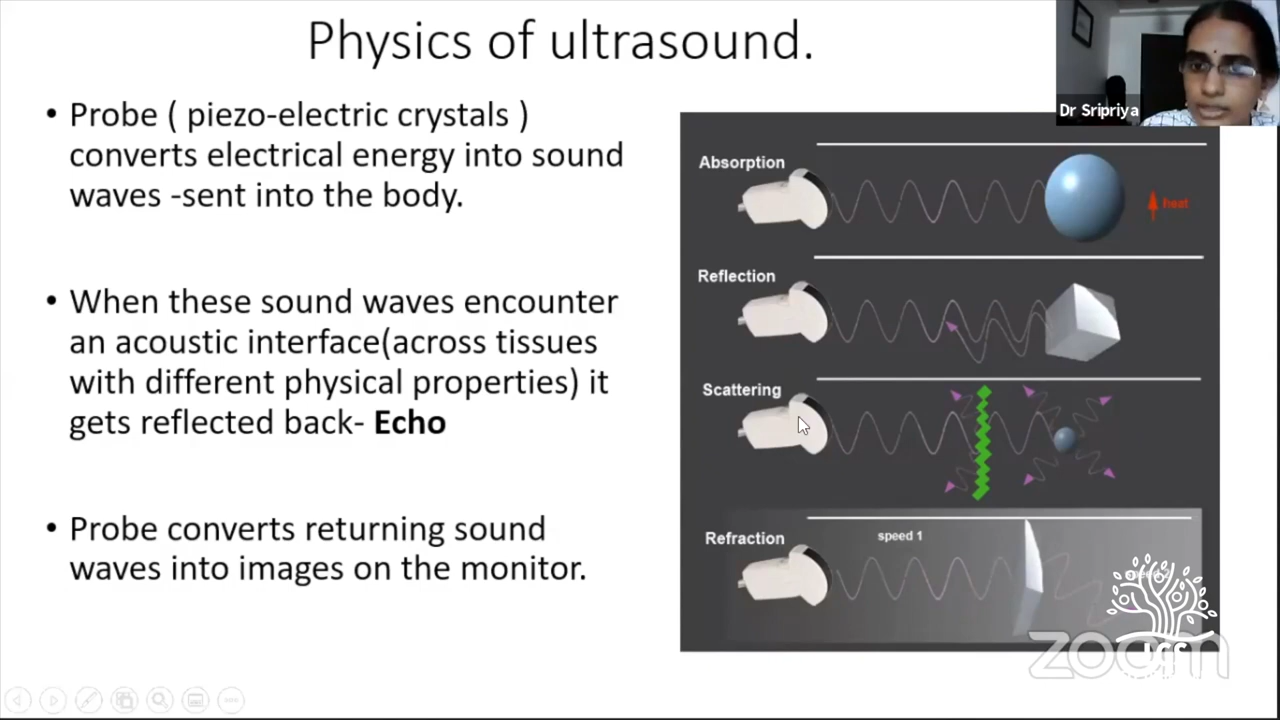 Physics of ultrasound.
• Probe ( piezo-electric crystals )
converts electrical energy into sound
waves -sent into the body.
• When these sound waves encounter
an acoustic interface(across tissues
with different physical properties) it
gets reflected back- Echo
• Probe converts returning sound
waves into images on the monitor.
Dr Sripriya
Absorption
heat
Reflection
Scattering
Refraction
speed 1
zoom